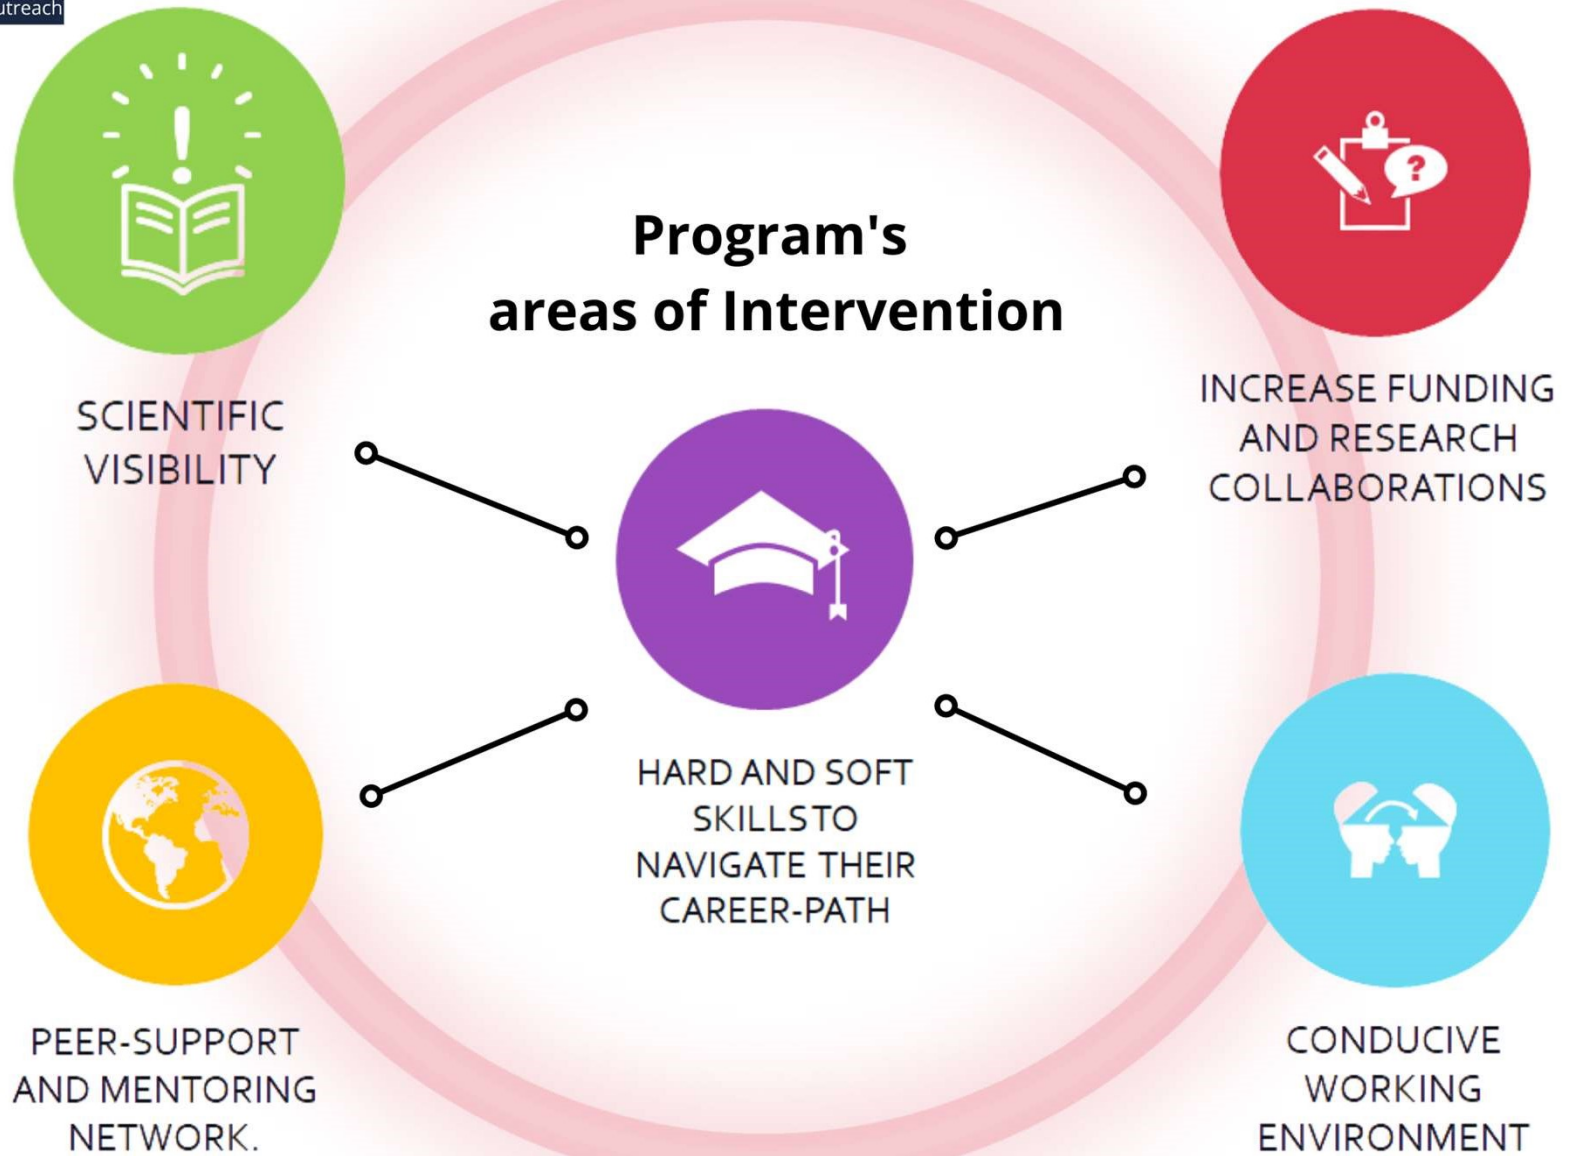 utreach
Program's
areas of Intervention
SCIENTIFIC
VISIBILITY
?
INCREASE FUNDING
AND RESEARCH
COLLABORATIONS
HARD AND SOFT
SKILLSTO
NAVIGATE THEIR
CAREER-PATH
PEER-SUPPORT
AND MENTORING
NETWORK.
CONDUCIVE
WORKING
ENVIRONMENT